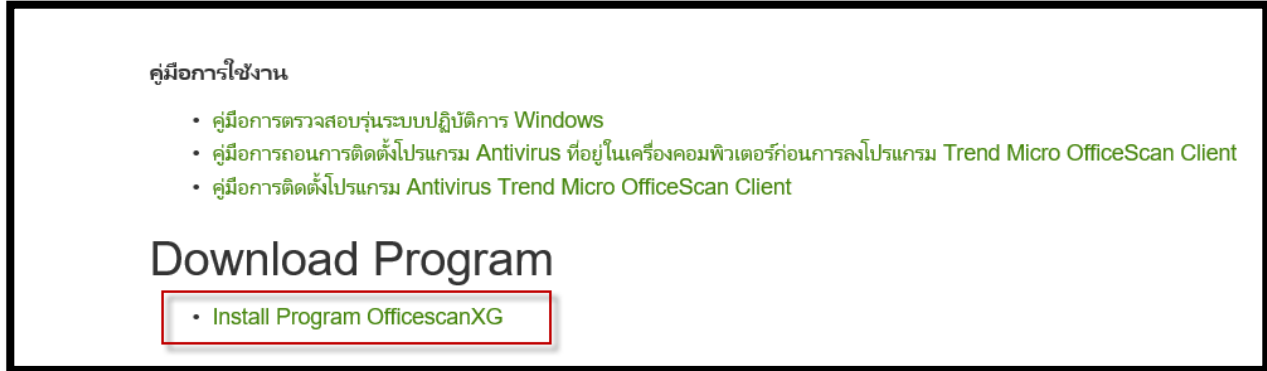 คู่มือการใช้งาน
• คู่มือการตรวจสอบรุ่นระบบปฏิบัติการ Windows
• คู่มือการถอนการติดตั้งโปรแกรม Antivirus ที่อยู่ในเครื่องคอมพิวเตอร์ก่อนการลงโปรแกรม Trend Micro OfficeScan Client
• คู่มือการติดตั้งโปรแกรม Antivirus Trend Micro OfficeScan Client
Download Program
• Install Program OfficescanXG